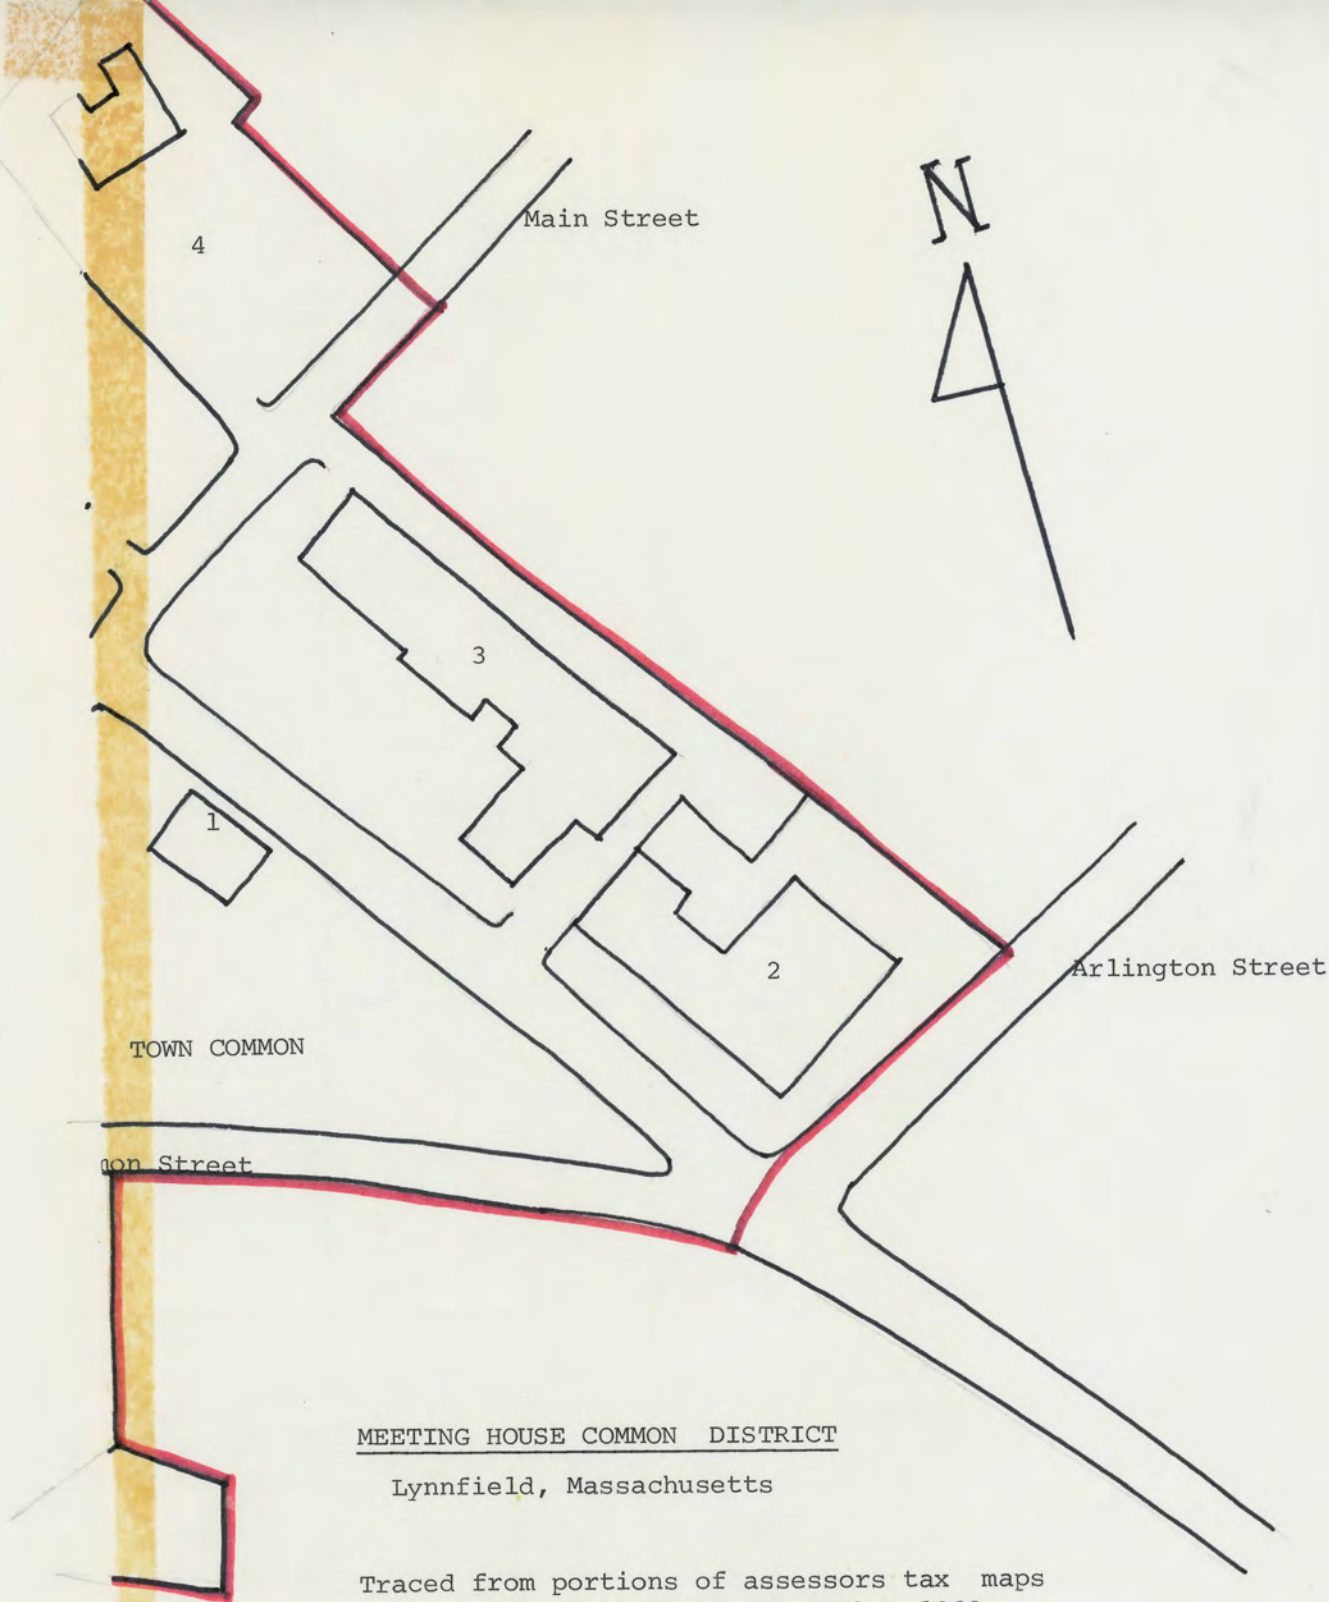 N
Main Street
4
3
1
Arlington Street
2
TOWN COMMON
Street
MEETING HOUSE COMMON DISTRICT
Lynnfield, Massachusetts
Traced from portions of assessors tax maps